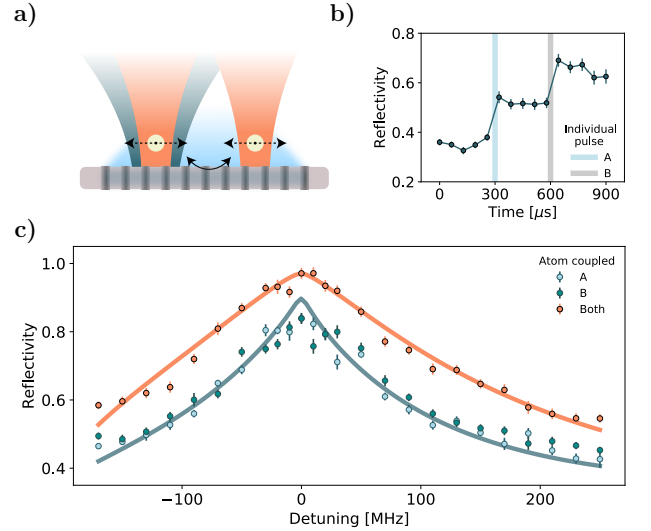 a)
b)
0.8
0.6
0.4
0.2
Reflectivity
0
300
600
900
Time [μs]
Individual
pulse
A
B
c)
1.0
0.8
0.6
0.4
Reflectivity
−100
0
100
200
Detuning [MHz]
Atom coupled
A
B
Both